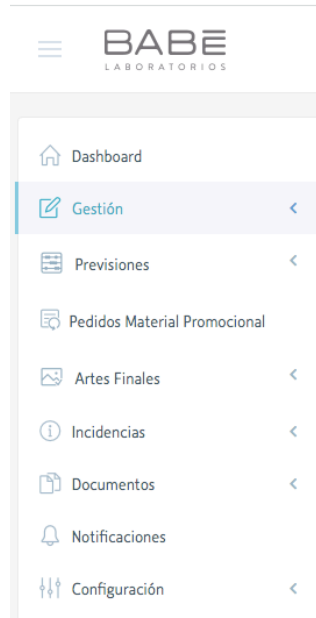 BABĒ
LABORATORIOS
Dashboard
Gestión
Previsiones
Pedidos Material Promocional
Artes Finales
Incidencias
Documentos
Notificaciones
Configuración